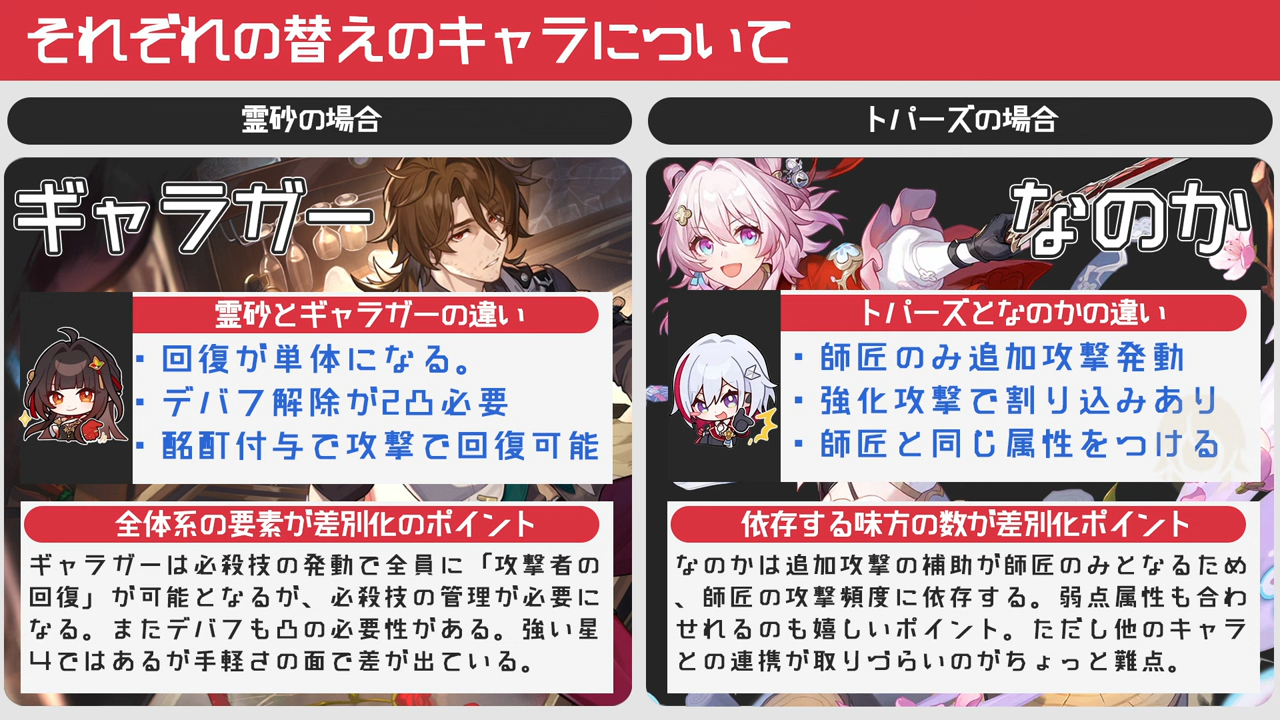 それぞれの替えのキャラについて
霊砂の場合
ギャラガー
霊砂とギャラガーの違い
・回復が単体になる。
・デバフ解除が2凸必要
・酩酊付与で攻撃で回復可能
全体系の要素が差別化のポイント
ギャラガーは必殺技の発動で全員に「攻撃者の
回復」が可能となるが、必殺技の管理が必要に
なる。またデバフも凸の必要性がある。強い星
4ではあるが手軽さの面で差が出ている。
トパーズの場合
なのか
トパーズとなのかの違い
・師匠のみ追加攻撃発動
・強化攻撃で割り込みあり
・師匠と同じ属性をつける
依存する味方の数が差別化ポイント
なのかは追加攻撃の補助が師匠のみとなるため
、師匠の攻撃頻度に依存する。弱点属性も合わ
せれるのも嬉しいポイント。ただし他のキャラ
との連携が取りづらいのがちょっと難点。